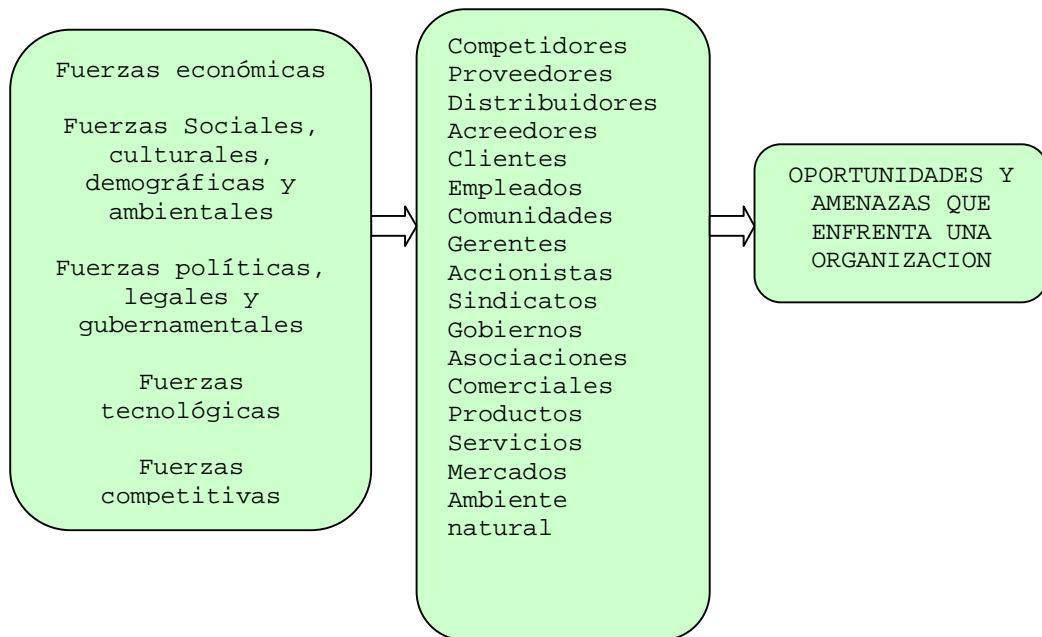 Fuerzas económicas
Fuerzas Sociales,
culturales,
demográficas y
ambientales
Fuerzas políticas,
legales y
gubernamentales
Fuerzas
tecnológicas
Fuerzas
competitivas
Competidores
Proveedores
Distribuidores
Acreedores
Clientes
Empleados
Comunidades
Gerentes
Accionistas
Sindicatos
Gobiernos
Asociaciones
Comerciales
Productos
Servicios
Mercados
Ambiente
natural
OPORTUNIDADES Y
AMENAZAS QUE
ENFRENTA UNA
ORGANIZACION